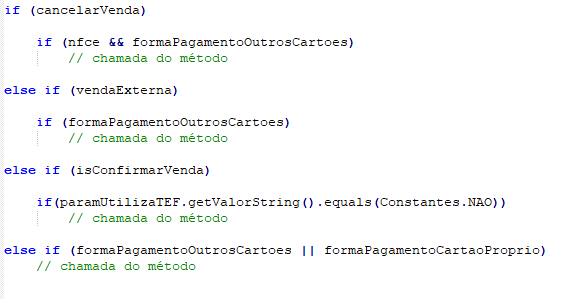 if (cancelarVenda)
if (nfce && formaPagamentoOutrosCartoes)
// chamada do método
else if (vendaExterna)
if (formaPagamentoOutrosCartoes)
// chamada do método
else if (isConfirmarVenda)
if(paramUtilizaTEF.getValorString().equals(Constantes.NAO))
// chamada do método
else if (formaPagamentoOutrosCartoes || formaPagamentoCartaoProprio)
// chamada do método